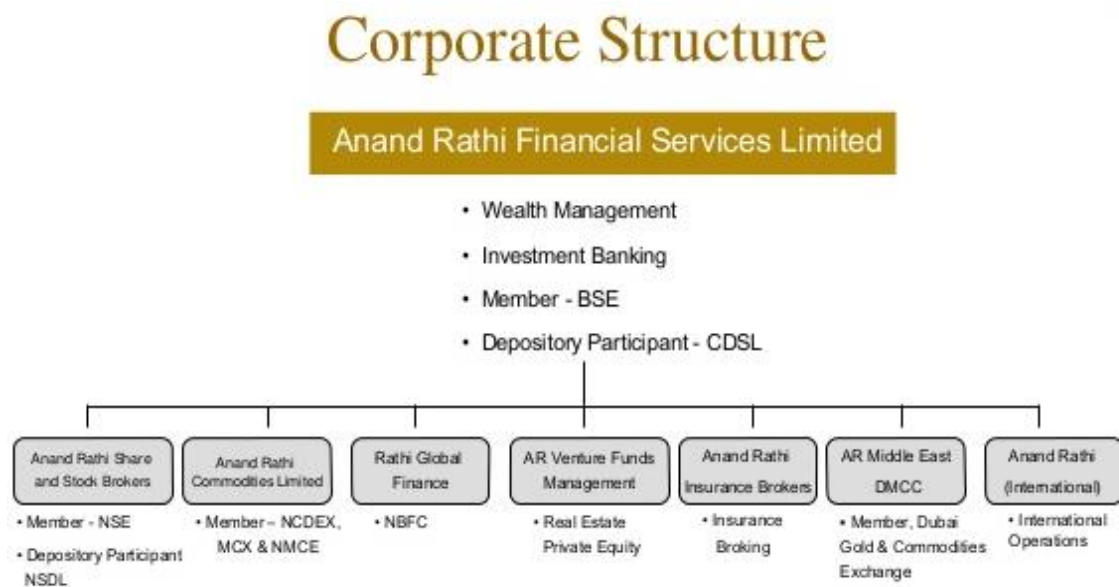 Corporate Structure
Anand Rathi Financial Services Limited
• Wealth Management
• Investment Banking
• Member - BSE
• Depository Participant - CDSL
Anand Rathi Share
and Stock Brokers
• Member - NSE
• Depository Participant
NSDL
Anand Rathi
Commodities Limited
• Member – NCDEX,
MCX & NMCE
Rathi Global
Finance
• NBFC
AR Venture Funds
Management
• Real Estate
Private Equity
Anand Rathi
Insurance Brokers
• Insurance
Broking
AR Middle East
DMCC
• Member, Dubai
Gold & Commodities
Exchange
Anand Rathi
(International)
• International
Operations